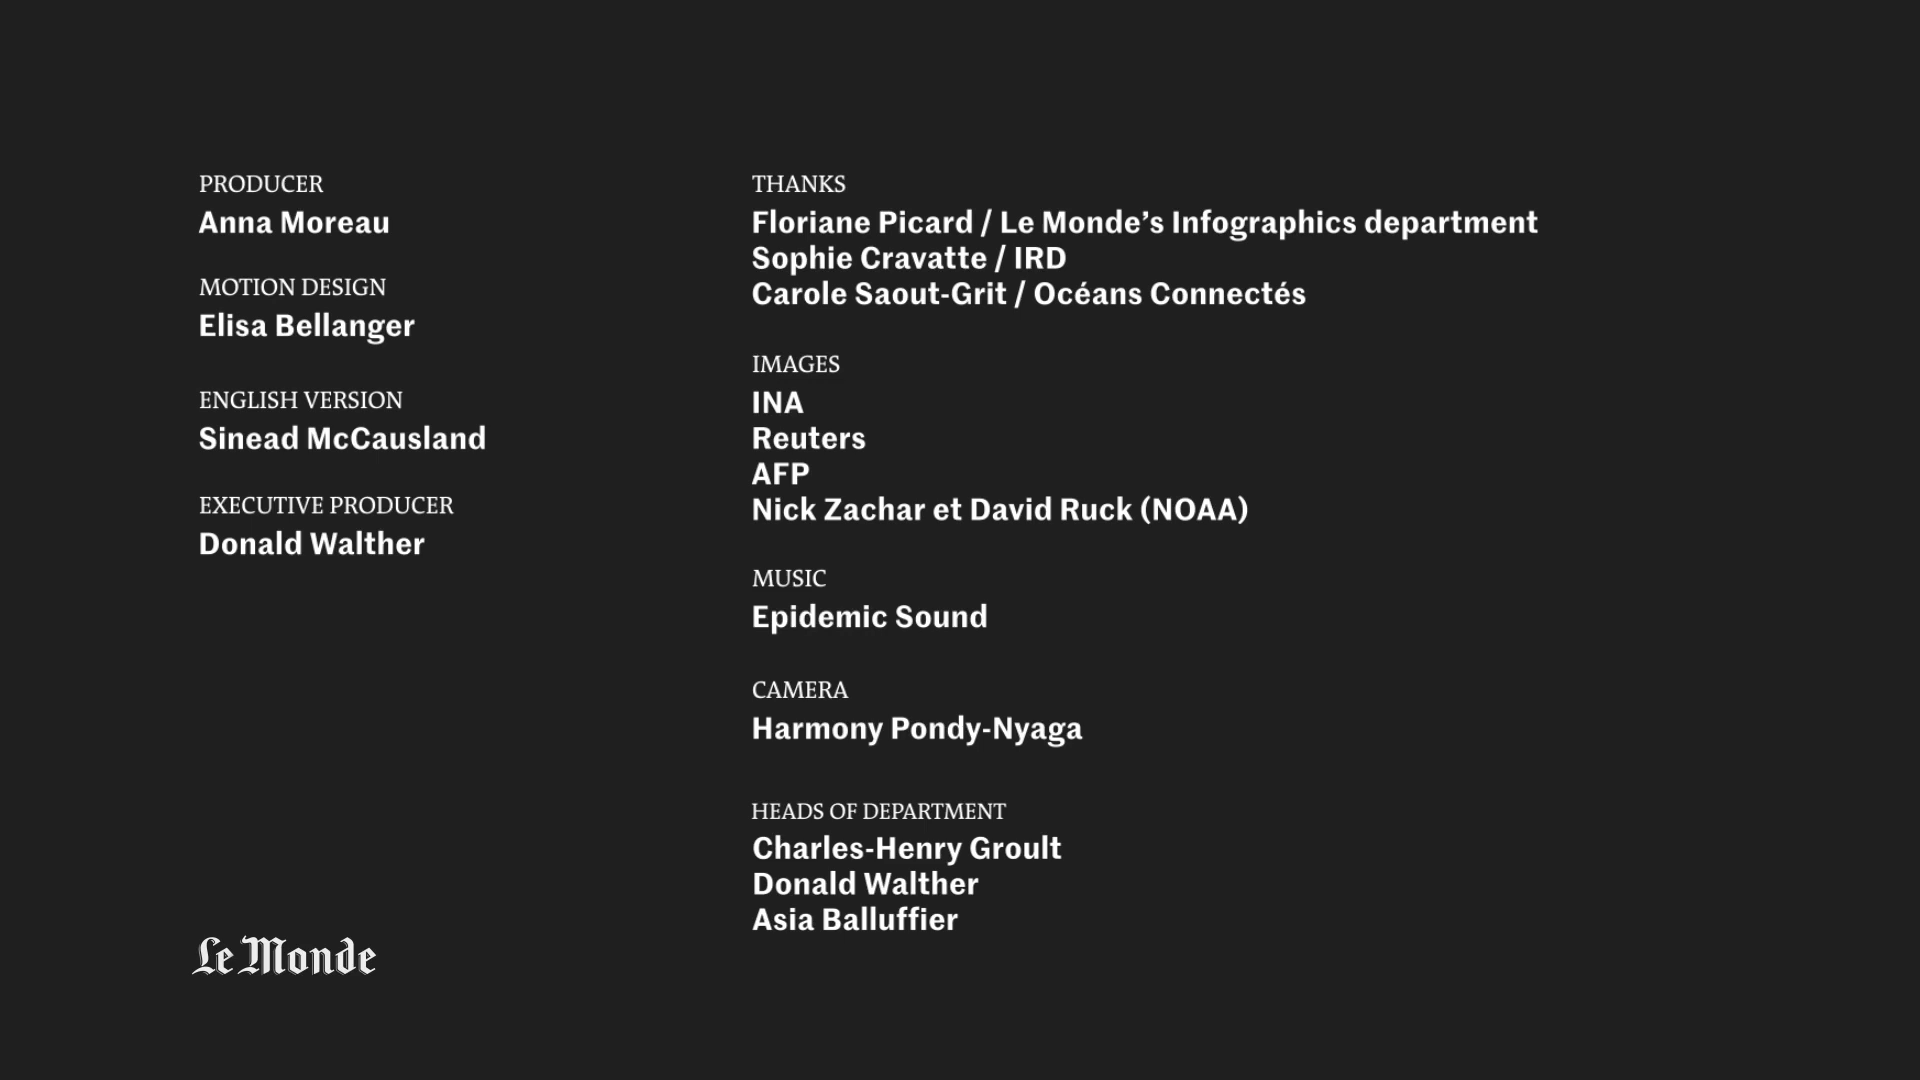 PRODUCER
Anna Moreau
MOTION DESIGN
Elisa Bellanger
ENGLISH VERSION
Sinead McCausland
EXECUTIVE PRODUCER
Donald Walther
THANKS
Floriane Picard / Le Monde’s Infographics department
Sophie Cravatte / IRD
Carole Saout-Grit / Océans Connectés
IMAGES
INA
Reuters
AFP
Nick Zachar et David Ruck (NOAA)
MUSIC
Epidemic Sound
CAMERA
Harmony Pondy-Nyaga
HEADS OF DEPARTMENT
Charles-Henry Groult
Donald Walther
Asia Balluffier
Le Monde